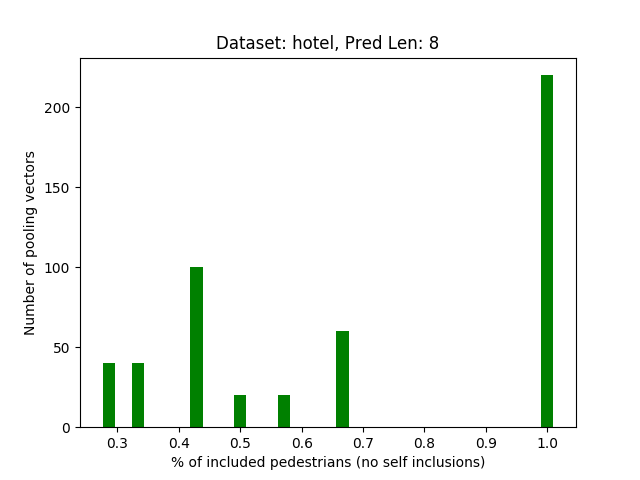 Dataset: hotel, Pred Len: 8
Number of pooling vectors
200
150
100
50
0
0.3 0.4 0.5 0.6 0.7 0.8 0.9 1.0
% of included pedestrians (no self inclusions)